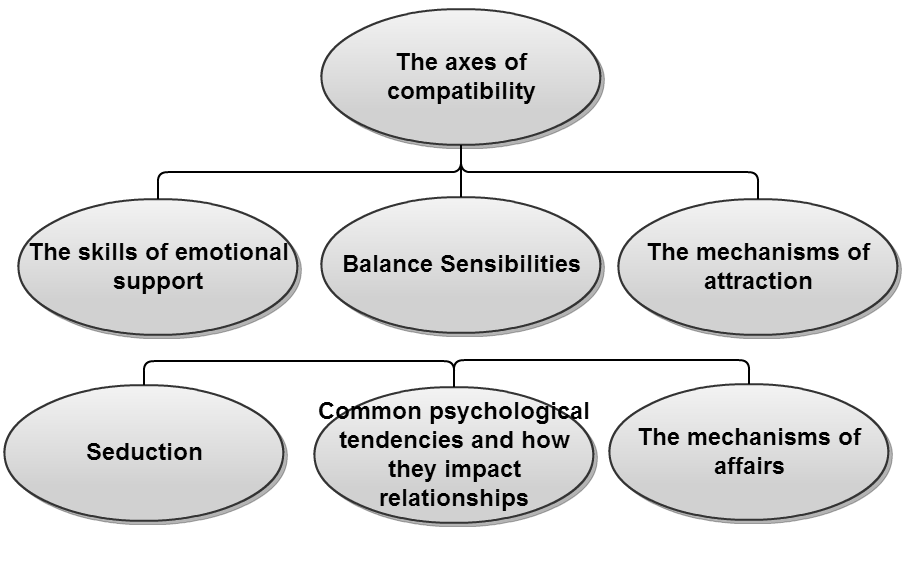 The axes of
compatibility
The skills of emotional
support
Balance Sensibilities
The mechanisms of
attraction
Seduction
Common psychological
tendencies and how
they impact
relationships
The mechanisms of
affairs